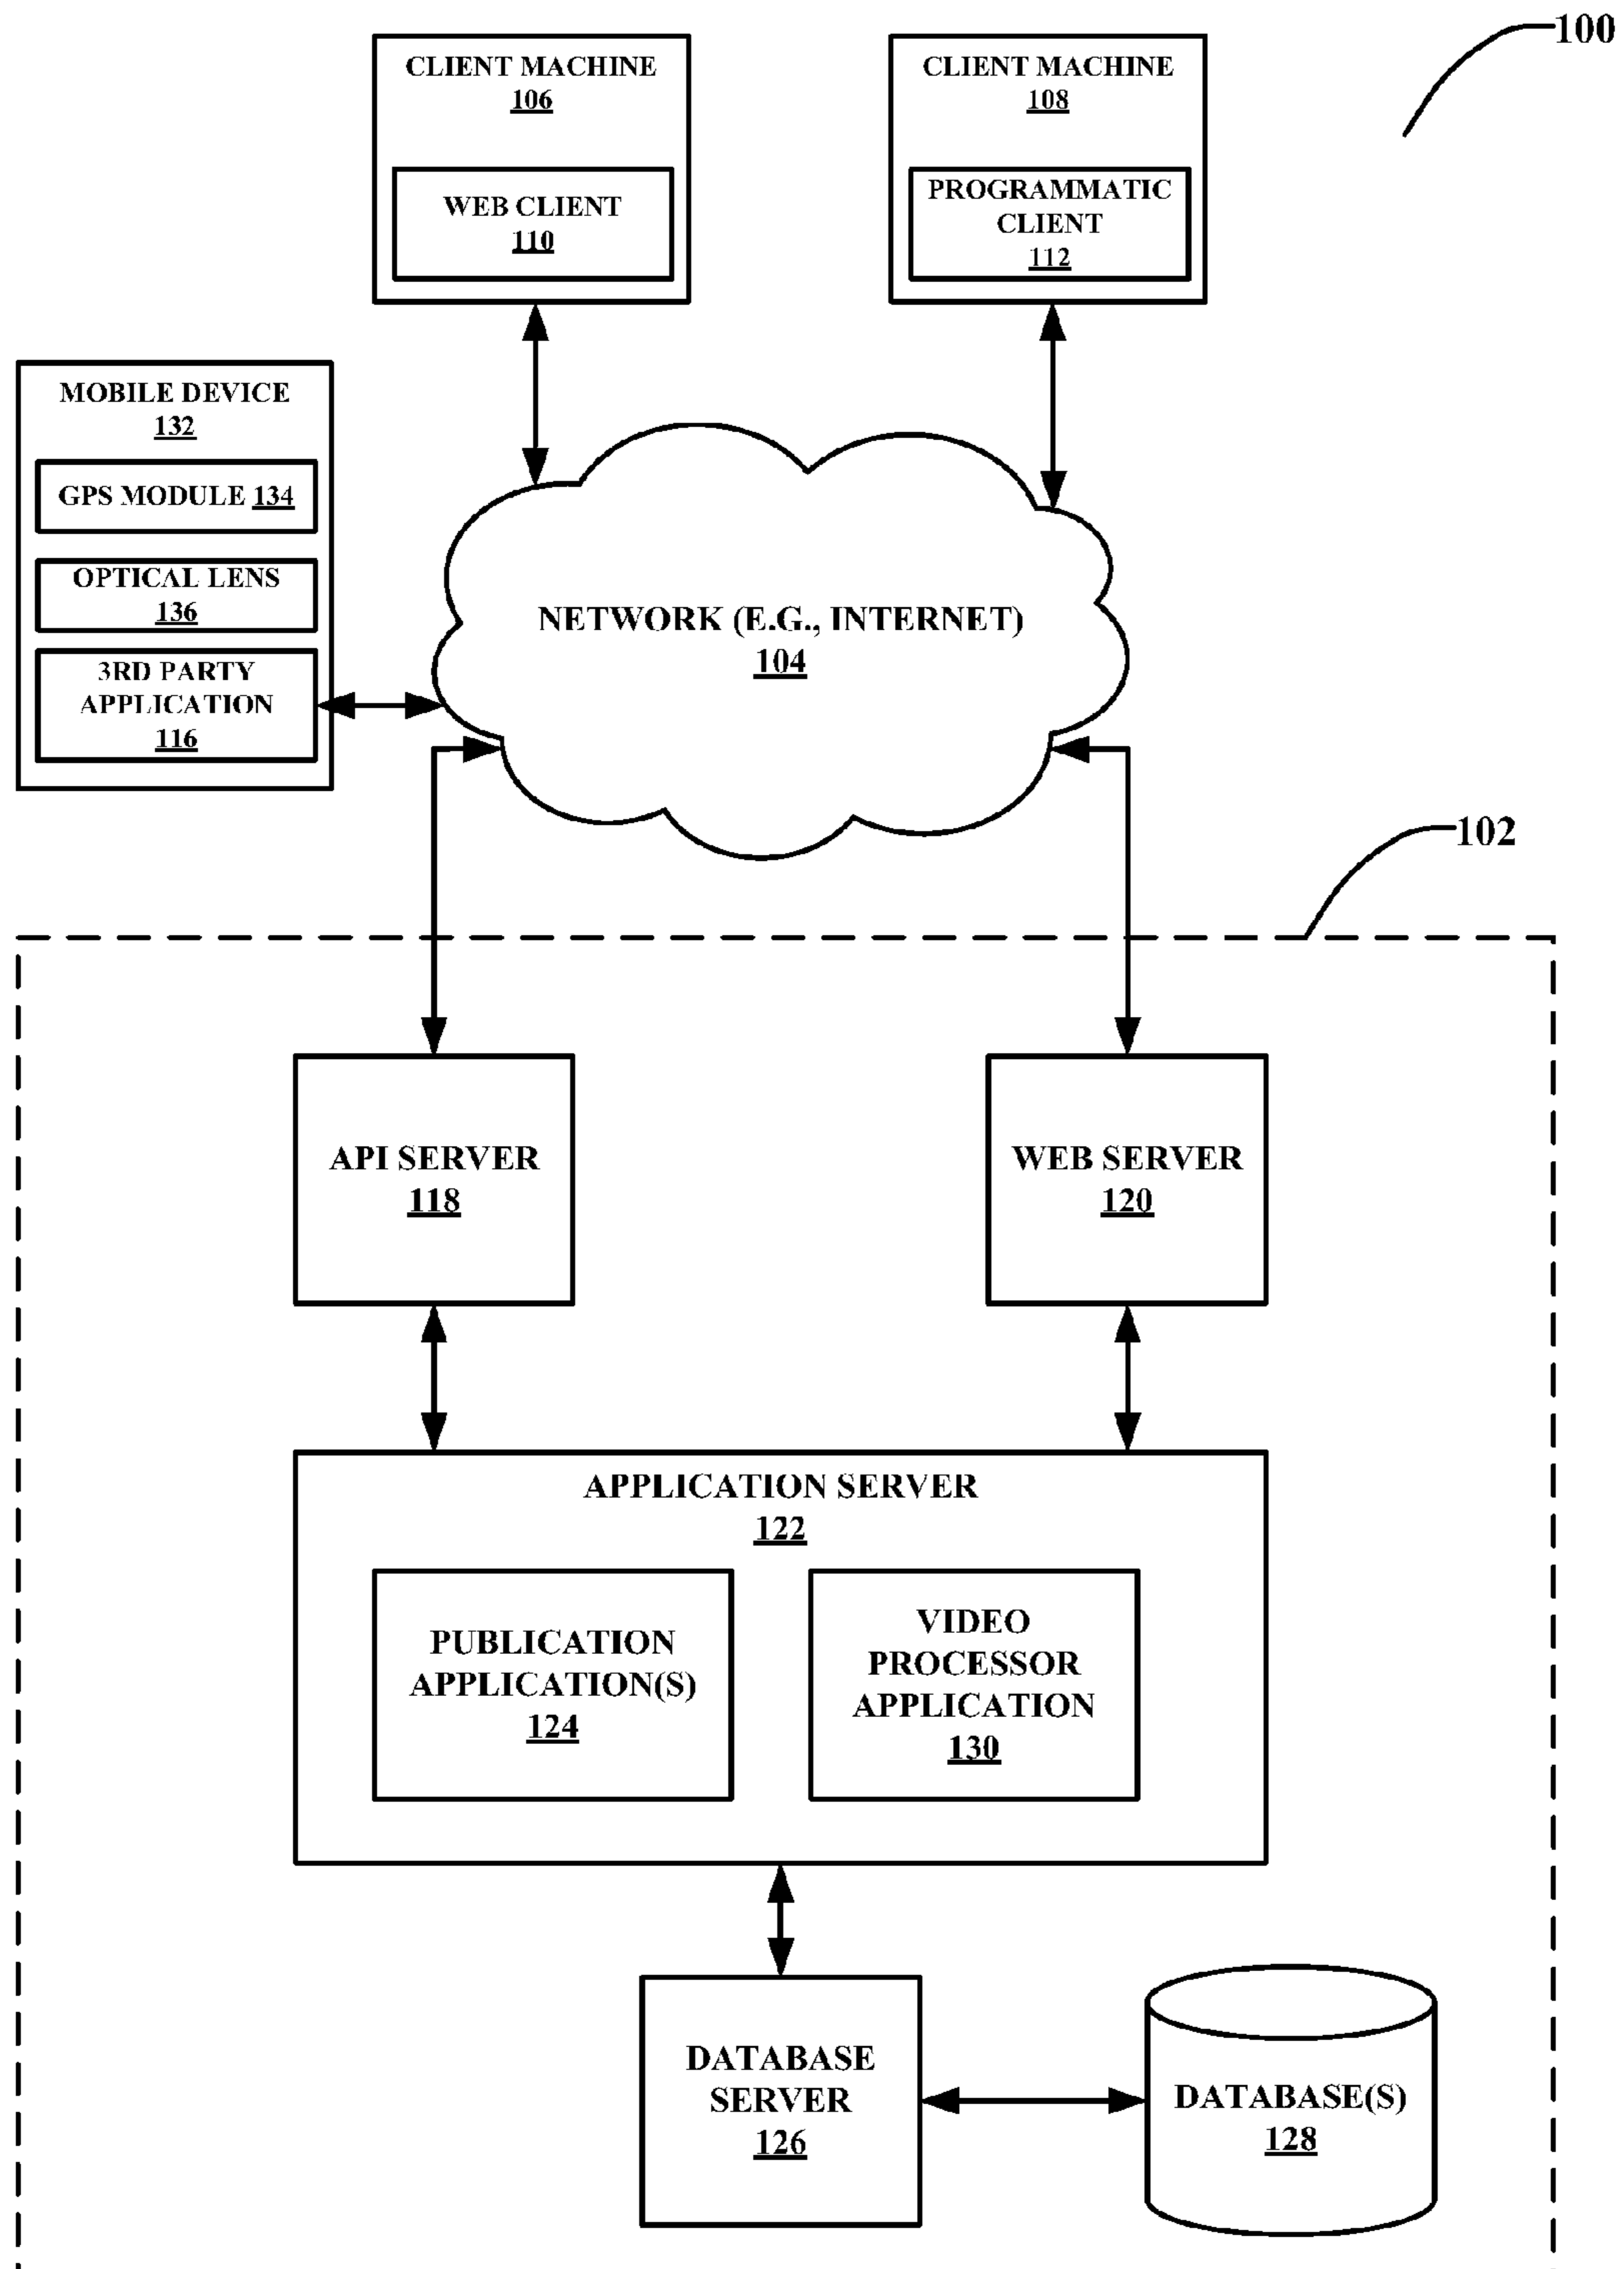 100
CLIENT MACHINE
106
WEB CLIENT
110
CLIENT MACHINE
108
PROGRAMMATIC
CLIENT
112
MOBILE DEVICE
132
GPS MODULE 134
OPTICAL LENS
136
3RD PARTY
APPLICATION
116
NETWORK (E.G., INTERNET)
104
102
API SERVER
118
WEB SERVER
120
APPLICATION SERVER
122
PUBLICATION
APPLICATION(S)
124
VIDEO
PROCESSOR
APPLICATION
130
DATABASE
SERVER
126
DATABASE(S)
128